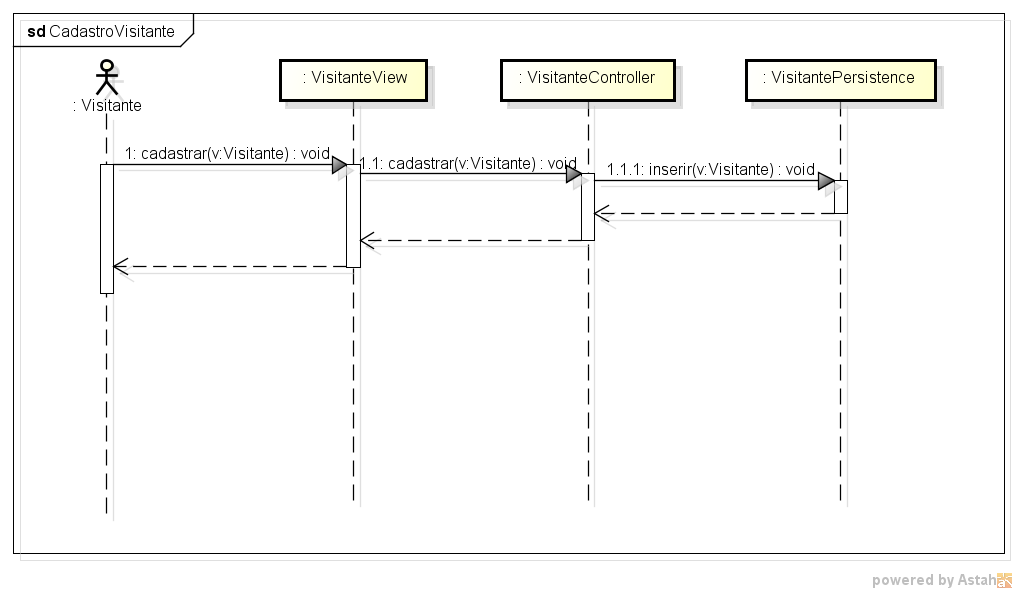 sd CadastroVisitante
: Visitante
: VisitanteView
: VisitanteController
: VisitantePersistence
1: cadastrar(v:Visitante) : void
1.1: cadastrar(v:Visitante) : void
1.1.1: inserir(v:Visitante) : void
powered by Astah